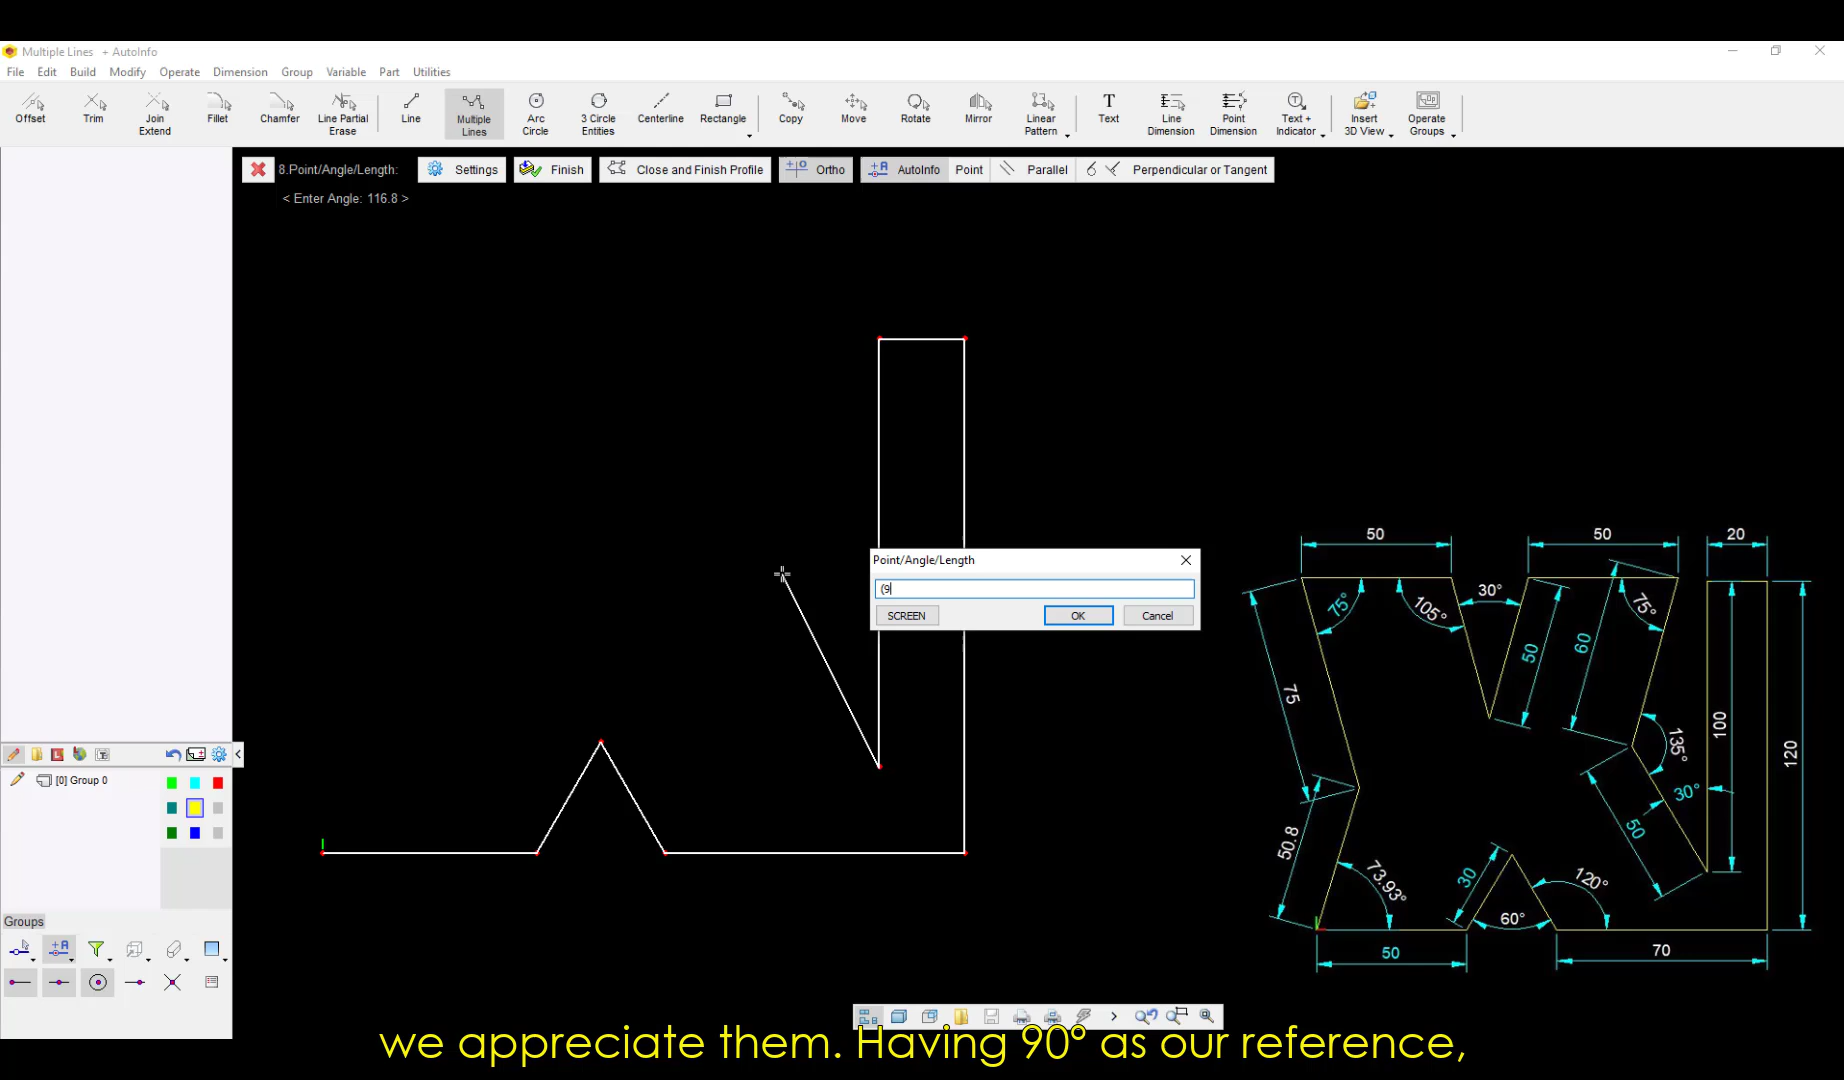 Multiple Lines + AutoInfo
File Edit Build Modify Operate Dimension Group Variable Part Utilities
Offset Trim Join Extend Fillet Chamfer Line Partial Erase Line Multiple Lines Arc Circle 3 Circle Entities Centerline Rectangle Copy Move Rotate Mirror Linear Pattern Text Line Dimension Point Dimension Text + Indicator Insert 3D View Operate Groups
8.Point/Angle/Length: Settings Finish Close and Finish Profile Ortho AutoInfo Point Parallel Perpendicular or Tangent
< Enter Angle: 116.8 >
Point/Angle/Length
(9
SCREEN OK Cancel
50 50 20
75° 105° 30° 75°
50 60
75 135° 100 120
30°
50
50.8 73.93° 30 120°
60°
50 70
[0] Group 0
Groups
we appreciate them. Having 90° as our reference,